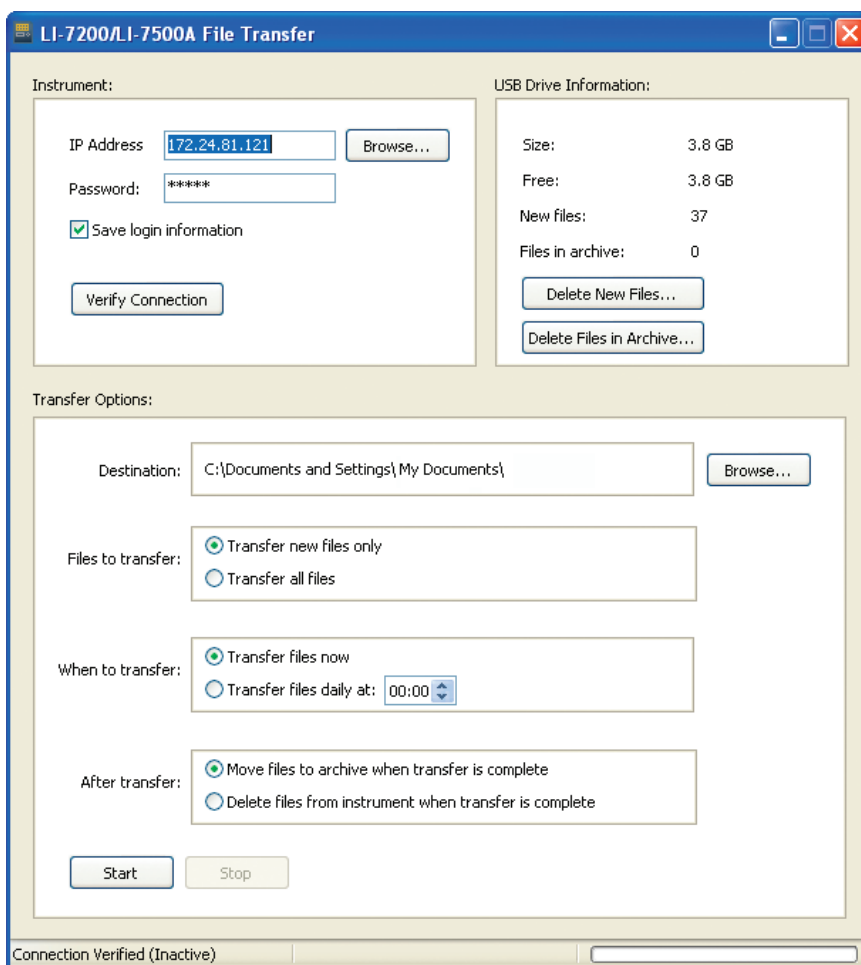 LI-7200/LI-7500A File Transfer
Instrument:
IP Address 172.24.81.121 Browse...
Password: *****
Save login information
Verify Connection
USB Drive Information:
Size: 3.8 GB
Free: 3.8 GB
New files: 37
Files in archive: 0
Delete New Files...
Delete Files in Archive...
Transfer Options:
Destination: C:\Documents and Settings\My Documents\ Browse...
Files to transfer: Transfer new files only
Transfer all files
When to transfer: Transfer files now
Transfer files daily at: 00:00
After transfer: Move files to archive when transfer is complete
Delete files from instrument when transfer is complete
Start Stop
Connection Verified (Inactive)